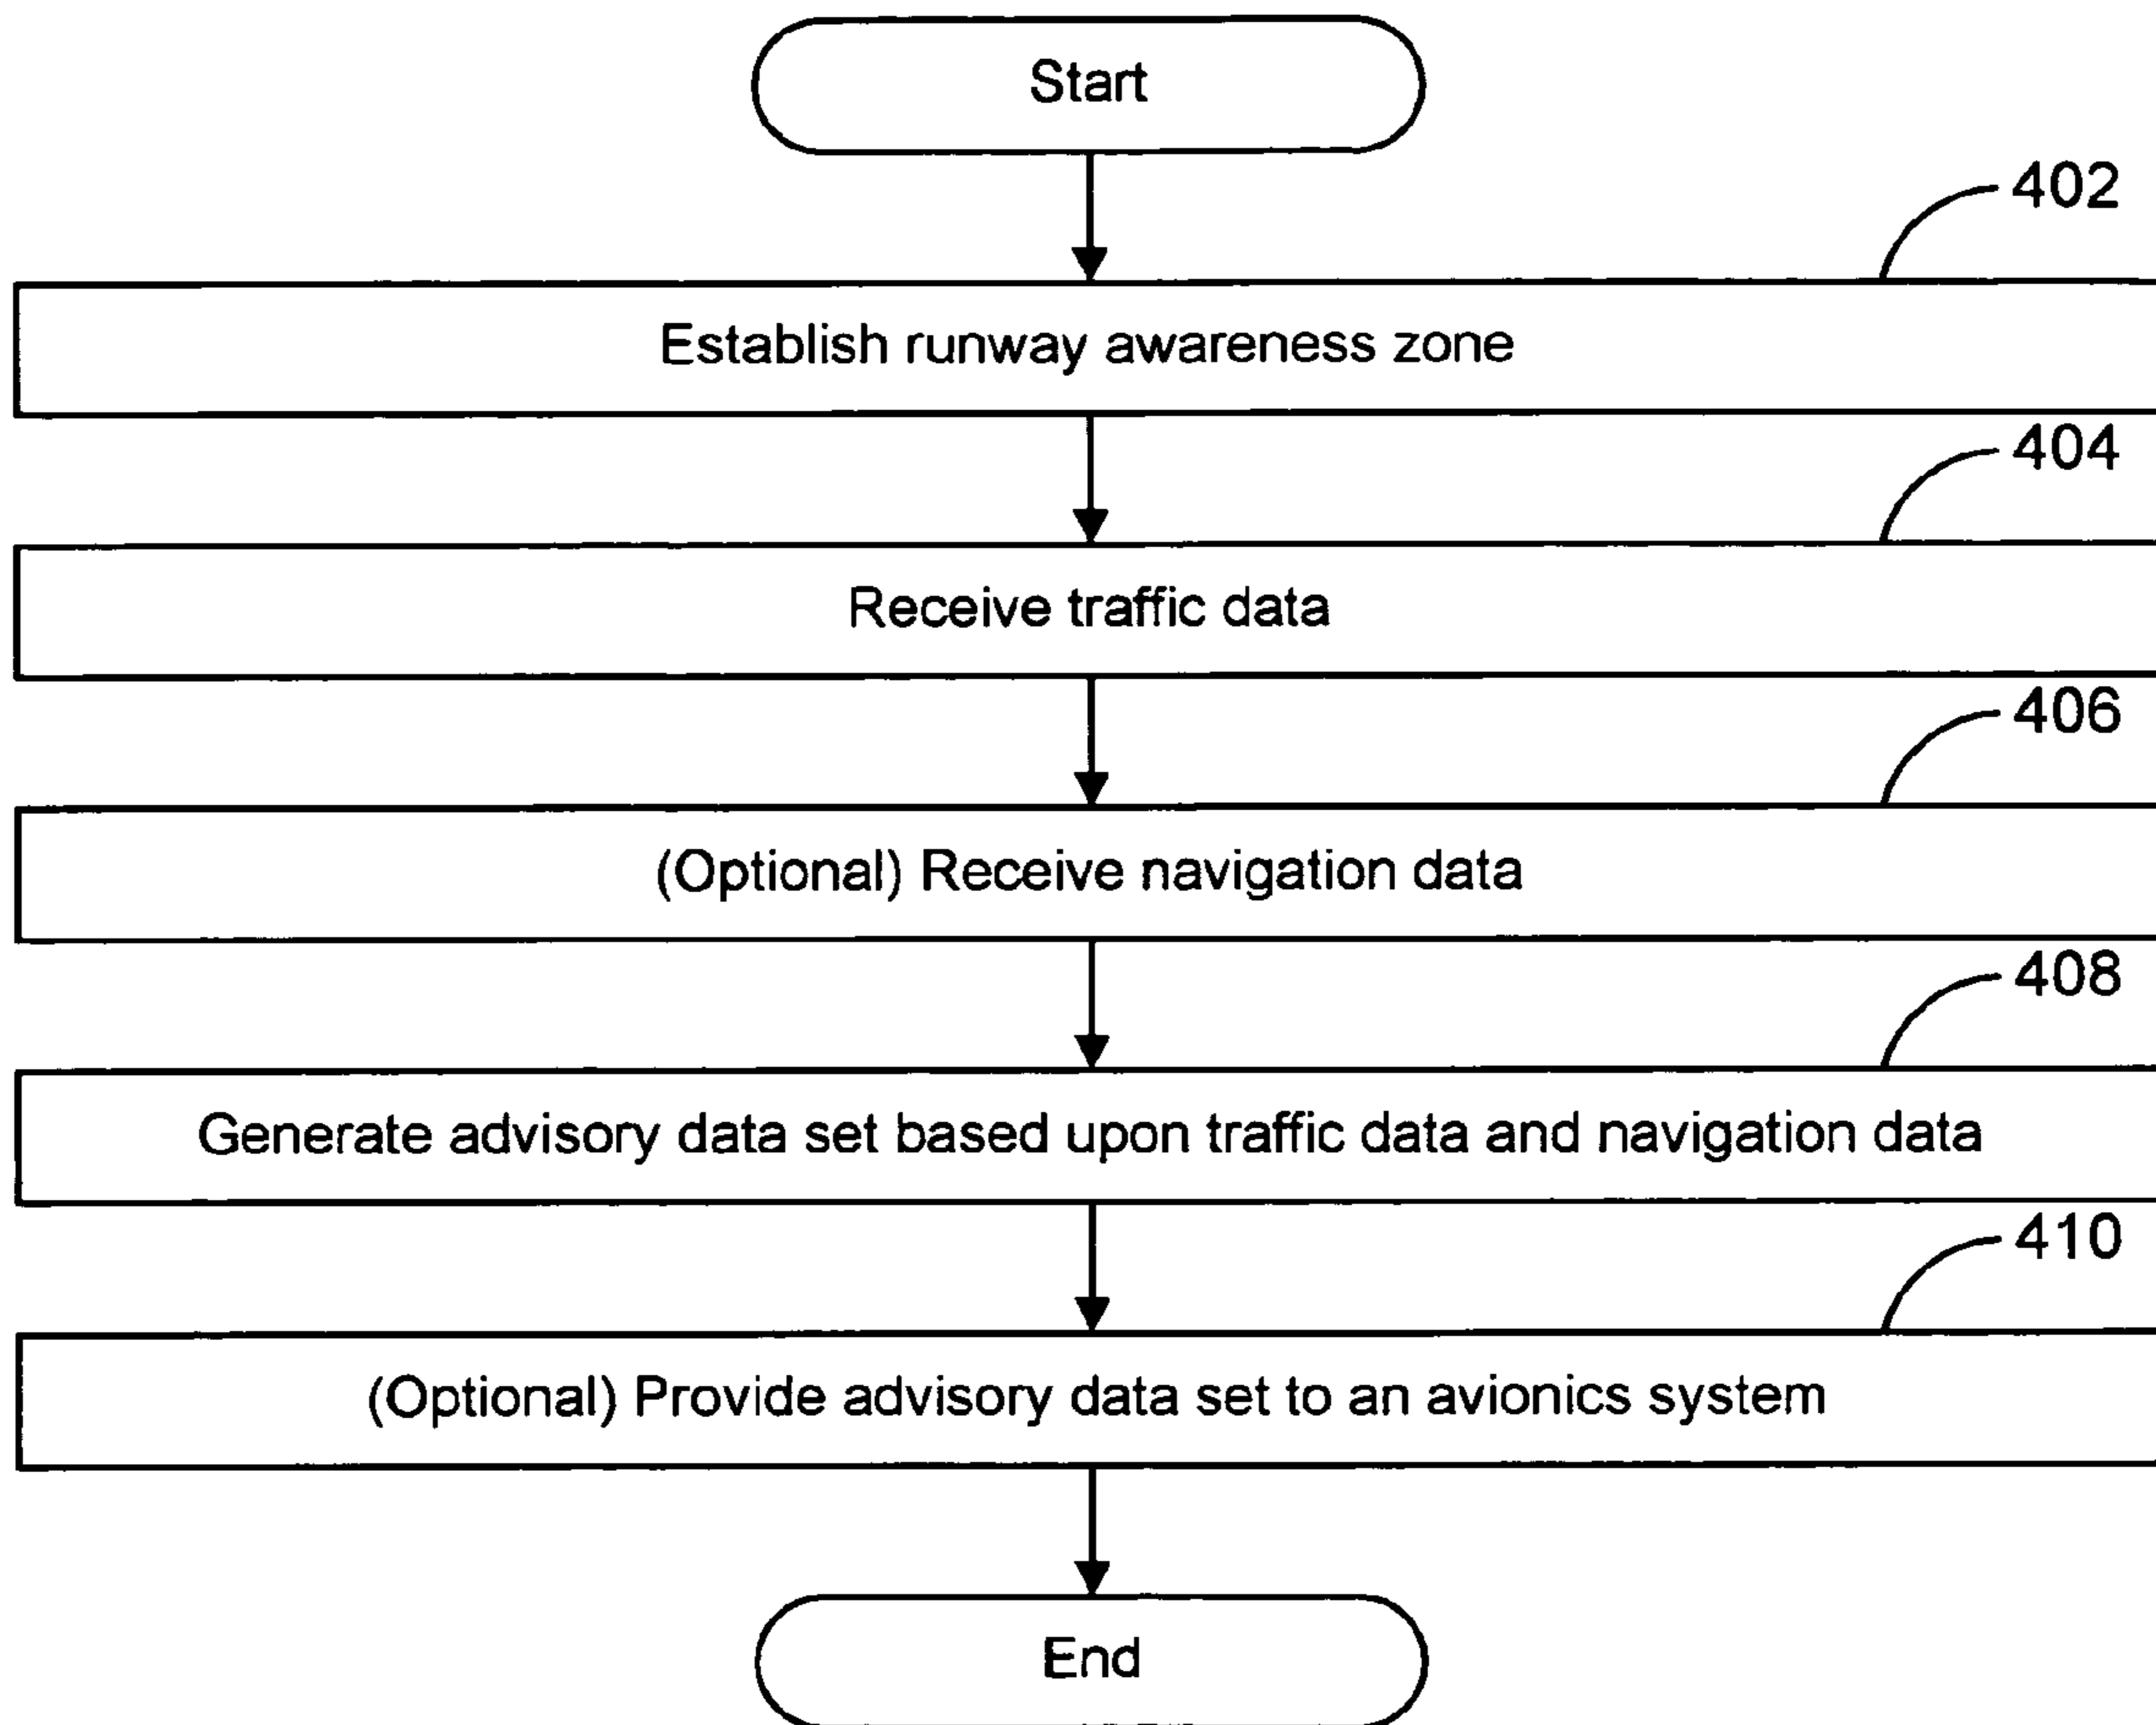 Start
402
Establish runway awareness zone
404
Receive traffic data
406
(Optional) Receive navigation data
408
Generate advisory data set based upon traffic data and navigation data
410
(Optional) Provide advisory data set to an avionics system
End